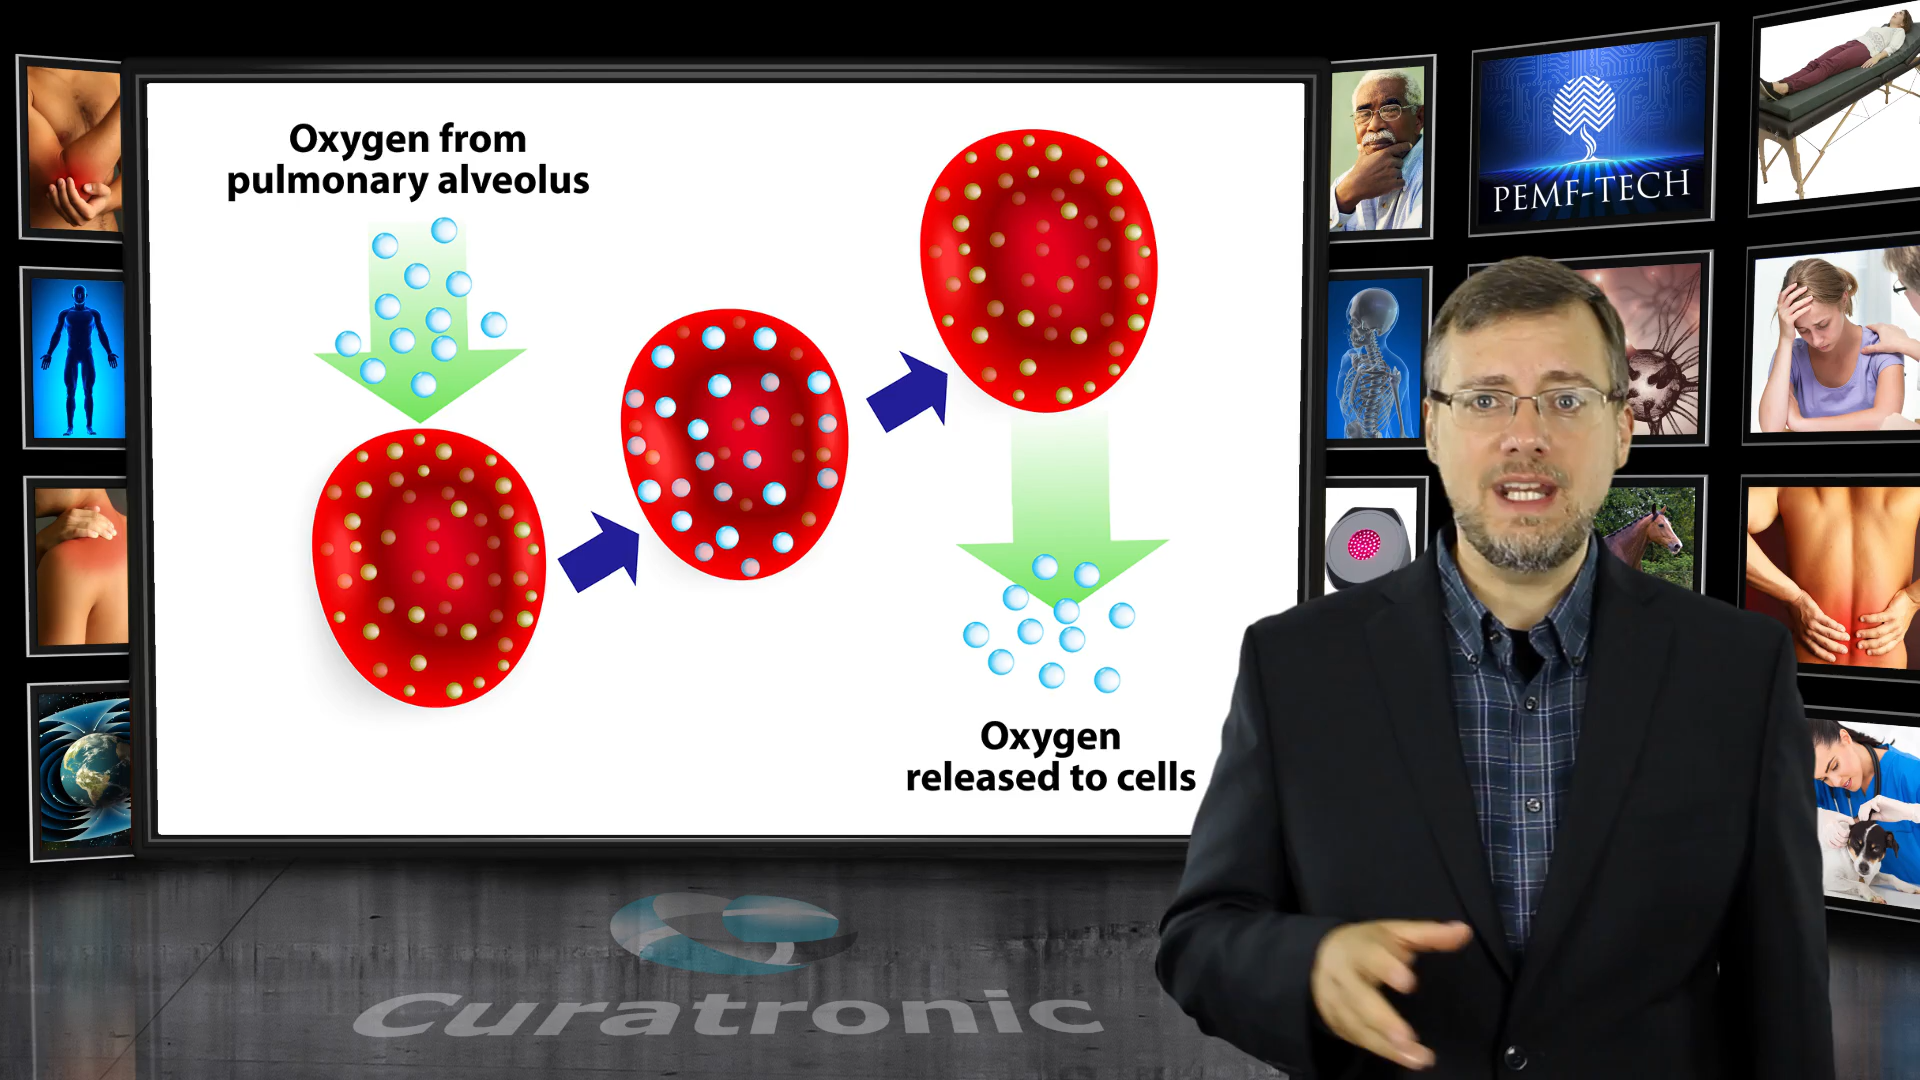 Oxygen from
pulmonary alveolus
Oxygen
released to cells
PEMF-TECH
Curatronic